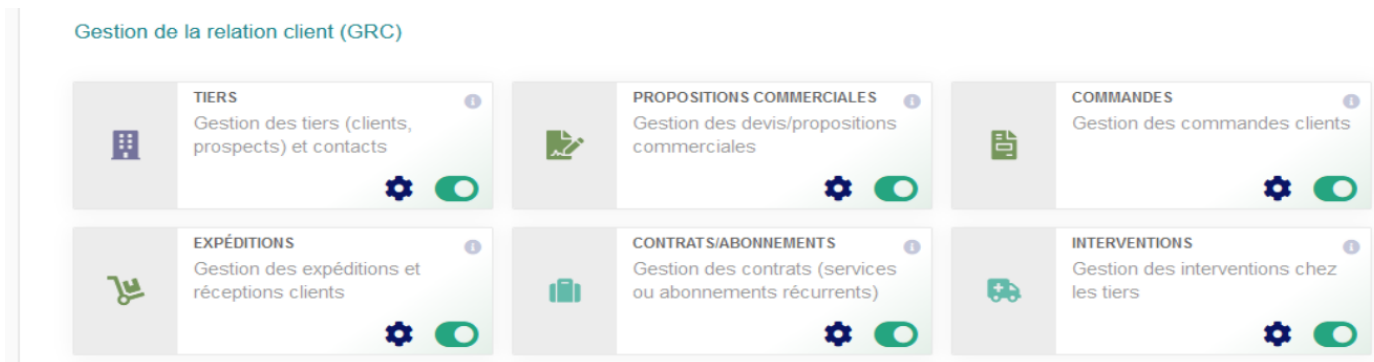 Gestion de la relation client (GRC)
TIERS
Gestion des tiers (clients,
prospects) et contacts
PROPOSITIONS COMMERCIALES
Gestion des devis/propositions
commerciales
COMMANDES
Gestion des commandes clients
EXPÉDITIONS
Gestion des expéditions et
réceptions clients
CONTRATS/ABONNEMENTS
Gestion des contrats (services
ou abonnements récurrents)
INTERVENTIONS
Gestion des interventions chez
les tiers